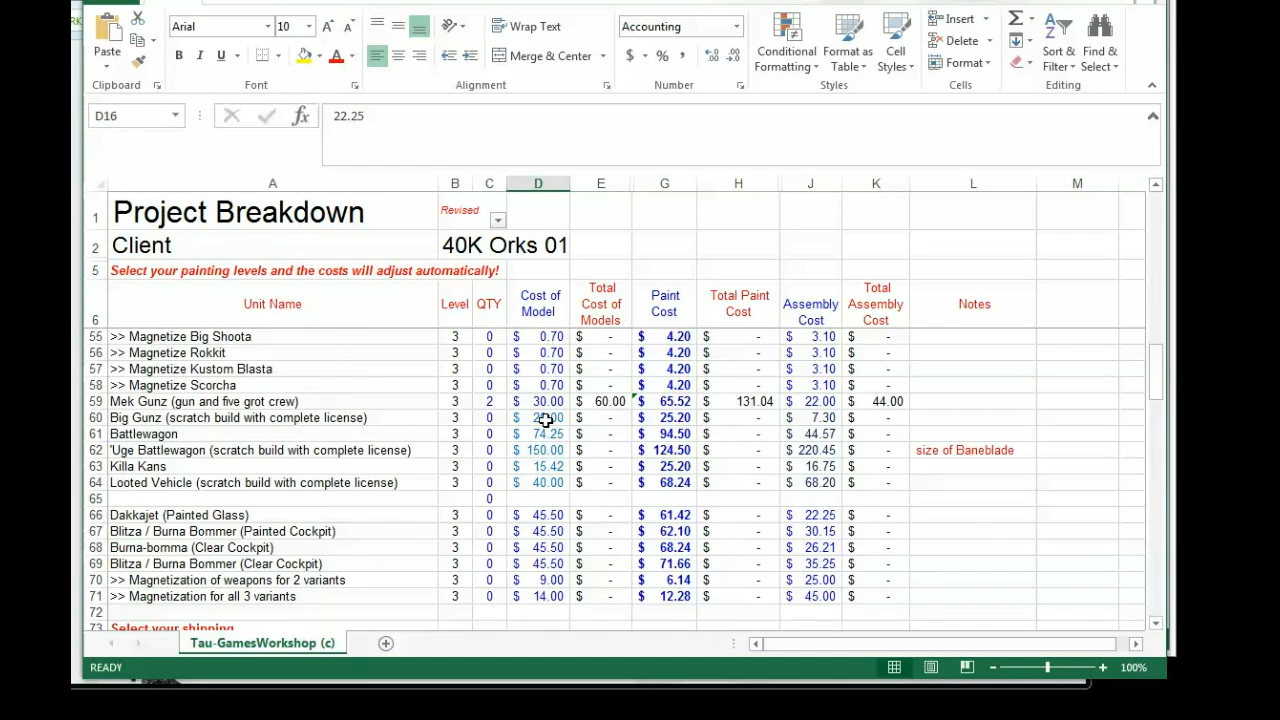 Arial 10 Wrap Text Accounting Insert
Paste B I U Merge & Center $ % , Conditional Formatting Format as Table Cell Styles Delete Format Sort & Filter Find & Select
Clipboard Font Alignment Number Styles Cells Editing
D16 fx 22.25
A B C D E G H J K L M
1 Project Breakdown Revised
2 Client 40K Orks 01
5 Select your painting levels and the costs will adjust automatically!
6 Unit Name Level QTY Cost of Model Total Cost of Models Paint Cost Total Paint Cost Assembly Cost Total Assembly Cost Notes
55 >> Magnetize Big Shoota 3 0 $ 0.70 $ - $ 4.20 $ - $ 3.10 $ -
56 >> Magnetize Rokkit 3 0 $ 0.70 $ - $ 4.20 $ - $ 3.10 $ -
57 >> Magnetize Kustom Blasta 3 0 $ 0.70 $ - $ 4.20 $ - $ 3.10 $ -
58 >> Magnetize Scorcha 3 0 $ 0.70 $ - $ 4.20 $ - $ 3.10 $ -
59 Mek Gunz (gun and five grot crew) 3 2 $ 30.00 $ 60.00 $ 65.52 $ 131.04 $ 22.00 $ 44.00
60 Big Gunz (scratch build with complete license) 3 0 $ $ - $ 25.20 $ - $ 7.30 $ -
61 Battlewagon 3 0 $ 74.25 $ - $ 94.50 $ - $ 44.57 $ -
62 'Uge Battlewagon (scratch build with complete license) 3 0 $ 150.00 $ - $ 124.50 $ - $ 220.45 $ - size of Baneblade
63 Killa Kans 3 0 $ 15.42 $ - $ 25.20 $ - $ 16.75 $ -
64 Looted Vehicle (scratch build with complete license) 3 0 $ 40.00 $ - $ 68.24 $ - $ 68.20 $ -
65 0
66 Dakkajet (Painted Glass) 3 0 $ 45.50 $ - $ 61.42 $ - $ 22.25 $ -
67 Blitza / Burna Bommer (Painted Cockpit) 3 0 $ 45.50 $ - $ 62.10 $ - $ 30.15 $ -
68 Burna-bomma (Clear Cockpit) 3 0 $ 45.50 $ - $ 68.24 $ - $ 26.21 $ -
69 Blitza / Burna Bommer (Clear Cockpit) 3 0 $ 45.50 $ - $ 71.66 $ - $ 35.25 $ -
70 >> Magnetization of weapons for 2 variants 3 0 $ 9.00 $ - $ 6.14 $ - $ 25.00 $ -
71 >> Magnetization for all 3 variants 3 0 $ 14.00 $ - $ 12.28 $ - $ 45.00 $ -
72
73 Select your shipping
Tau-GamesWorkshop (c)
READY 100%